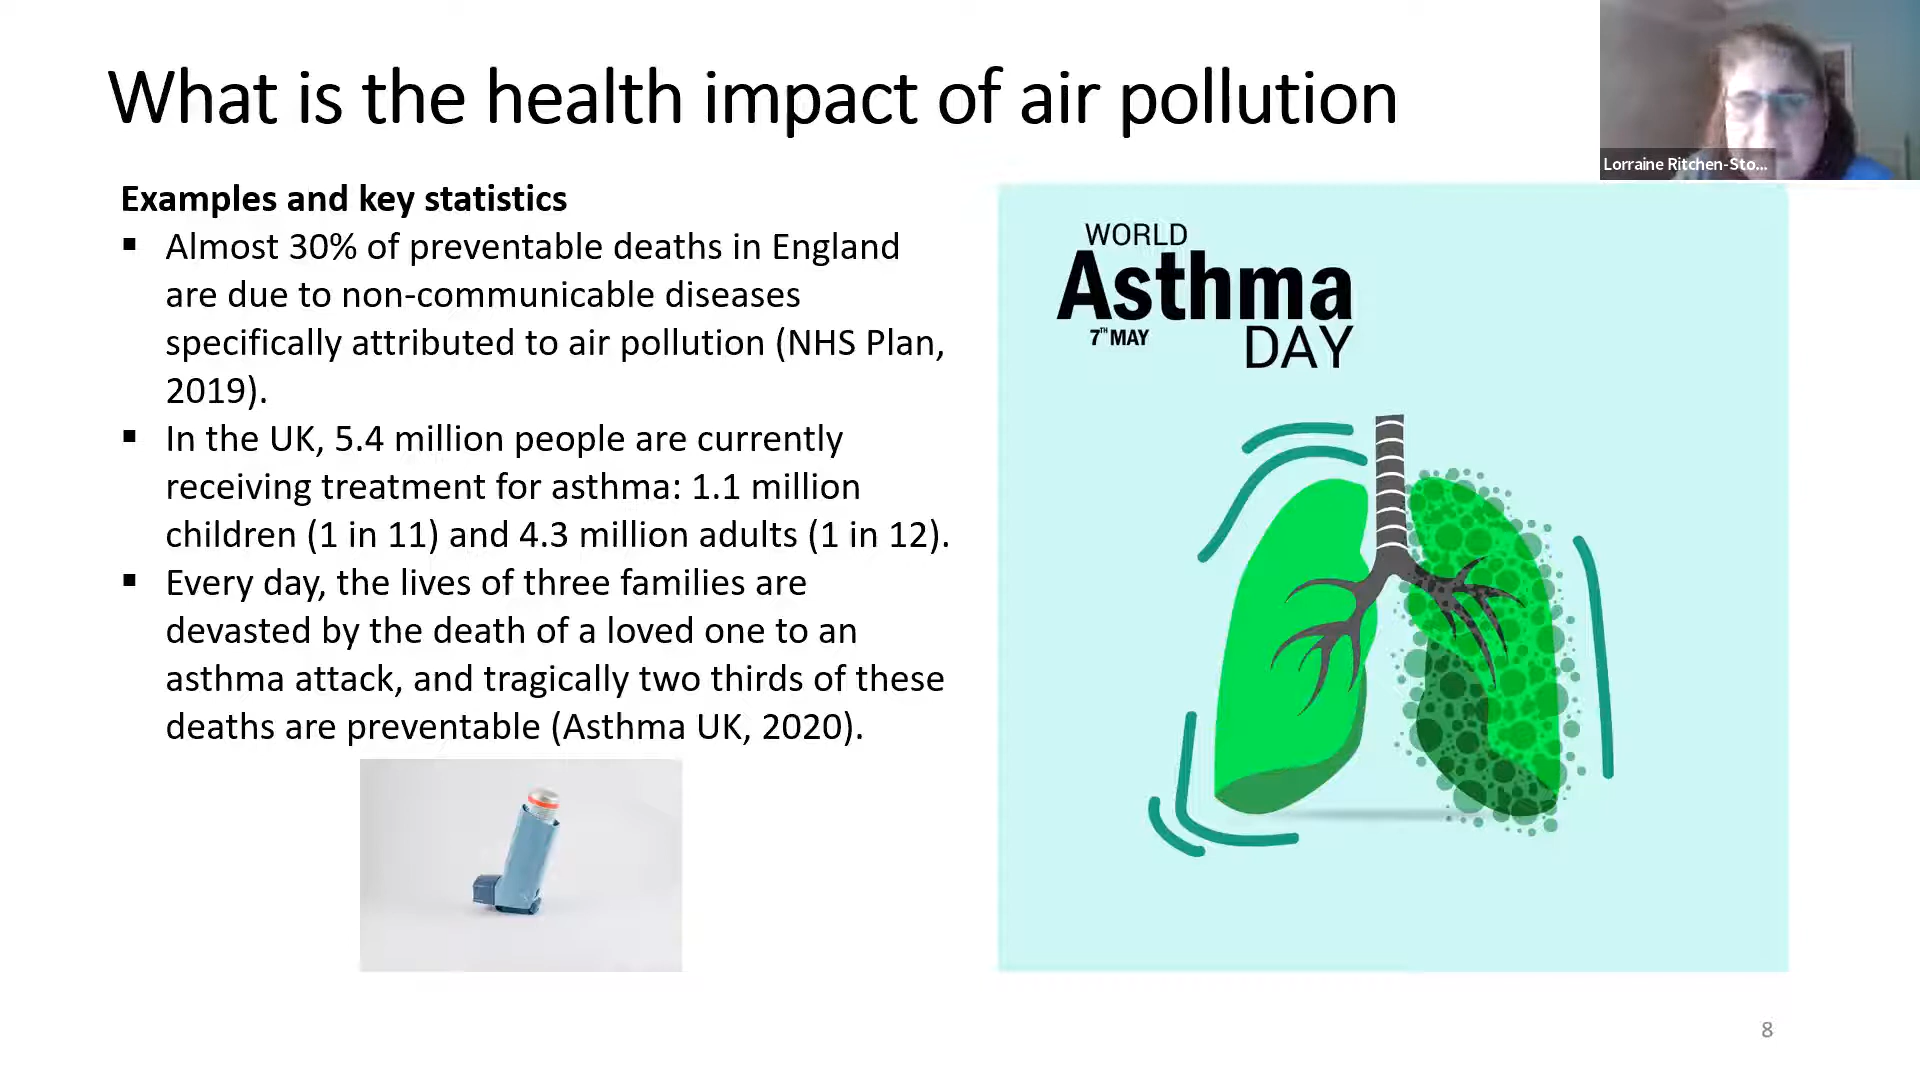 What is the health impact of air pollution
Lorraine Ritchen-Sto...
Examples and key statistics
▪ Almost 30% of preventable deaths in England
are due to non-communicable diseases
specifically attributed to air pollution (NHS Plan,
2019).
▪ In the UK, 5.4 million people are currently
receiving treatment for asthma: 1.1 million
children (1 in 11) and 4.3 million adults (1 in 12).
▪ Every day, the lives of three families are
devasted by the death of a loved one to an
asthma attack, and tragically two thirds of these
deaths are preventable (Asthma UK, 2020).
WORLD
Asthma
7TH MAY
DAY
8